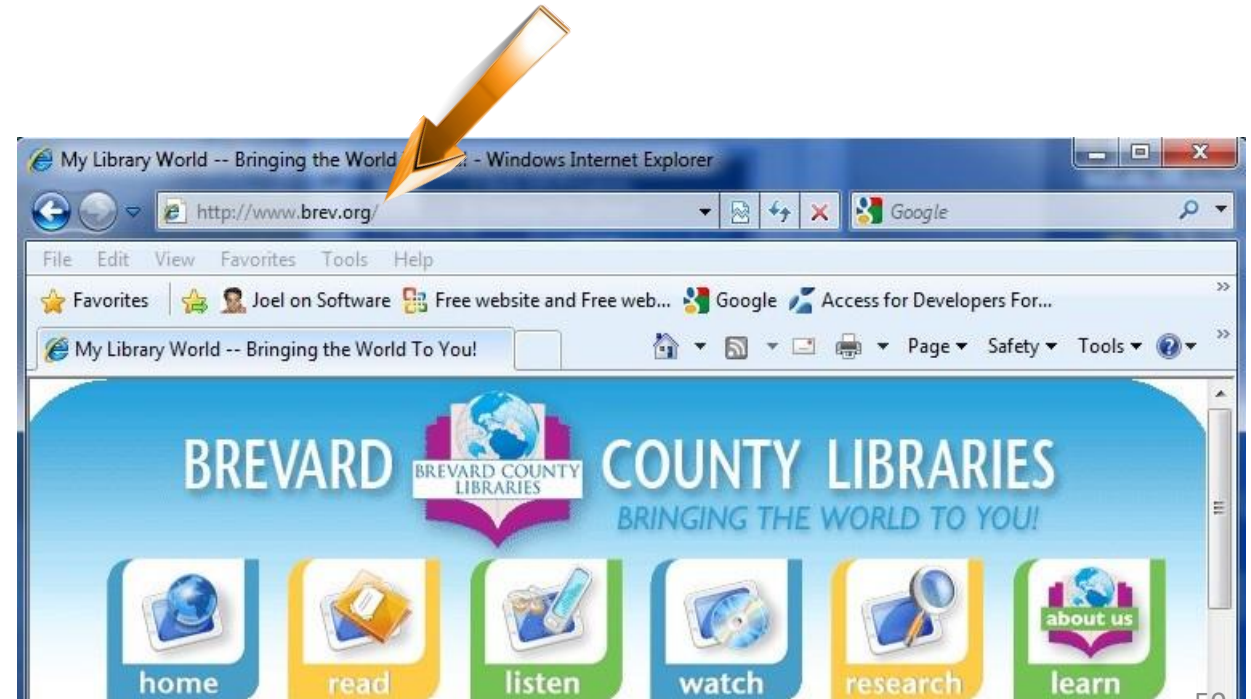 My Library World -- Bringing the World - Windows Internet Explorer
http://www.brev.org/
Google
File Edit View Favorites Tools Help
Favorites Joel on Software Free website and Free web... Google Access for Developers For...
My Library World -- Bringing the World To You!
Page Safety Tools
BREVARD COUNTY LIBRARIES
BREVARD COUNTY
LIBRARIES
BRINGING THE WORLD TO YOU!
about us
home read listen watch research learn